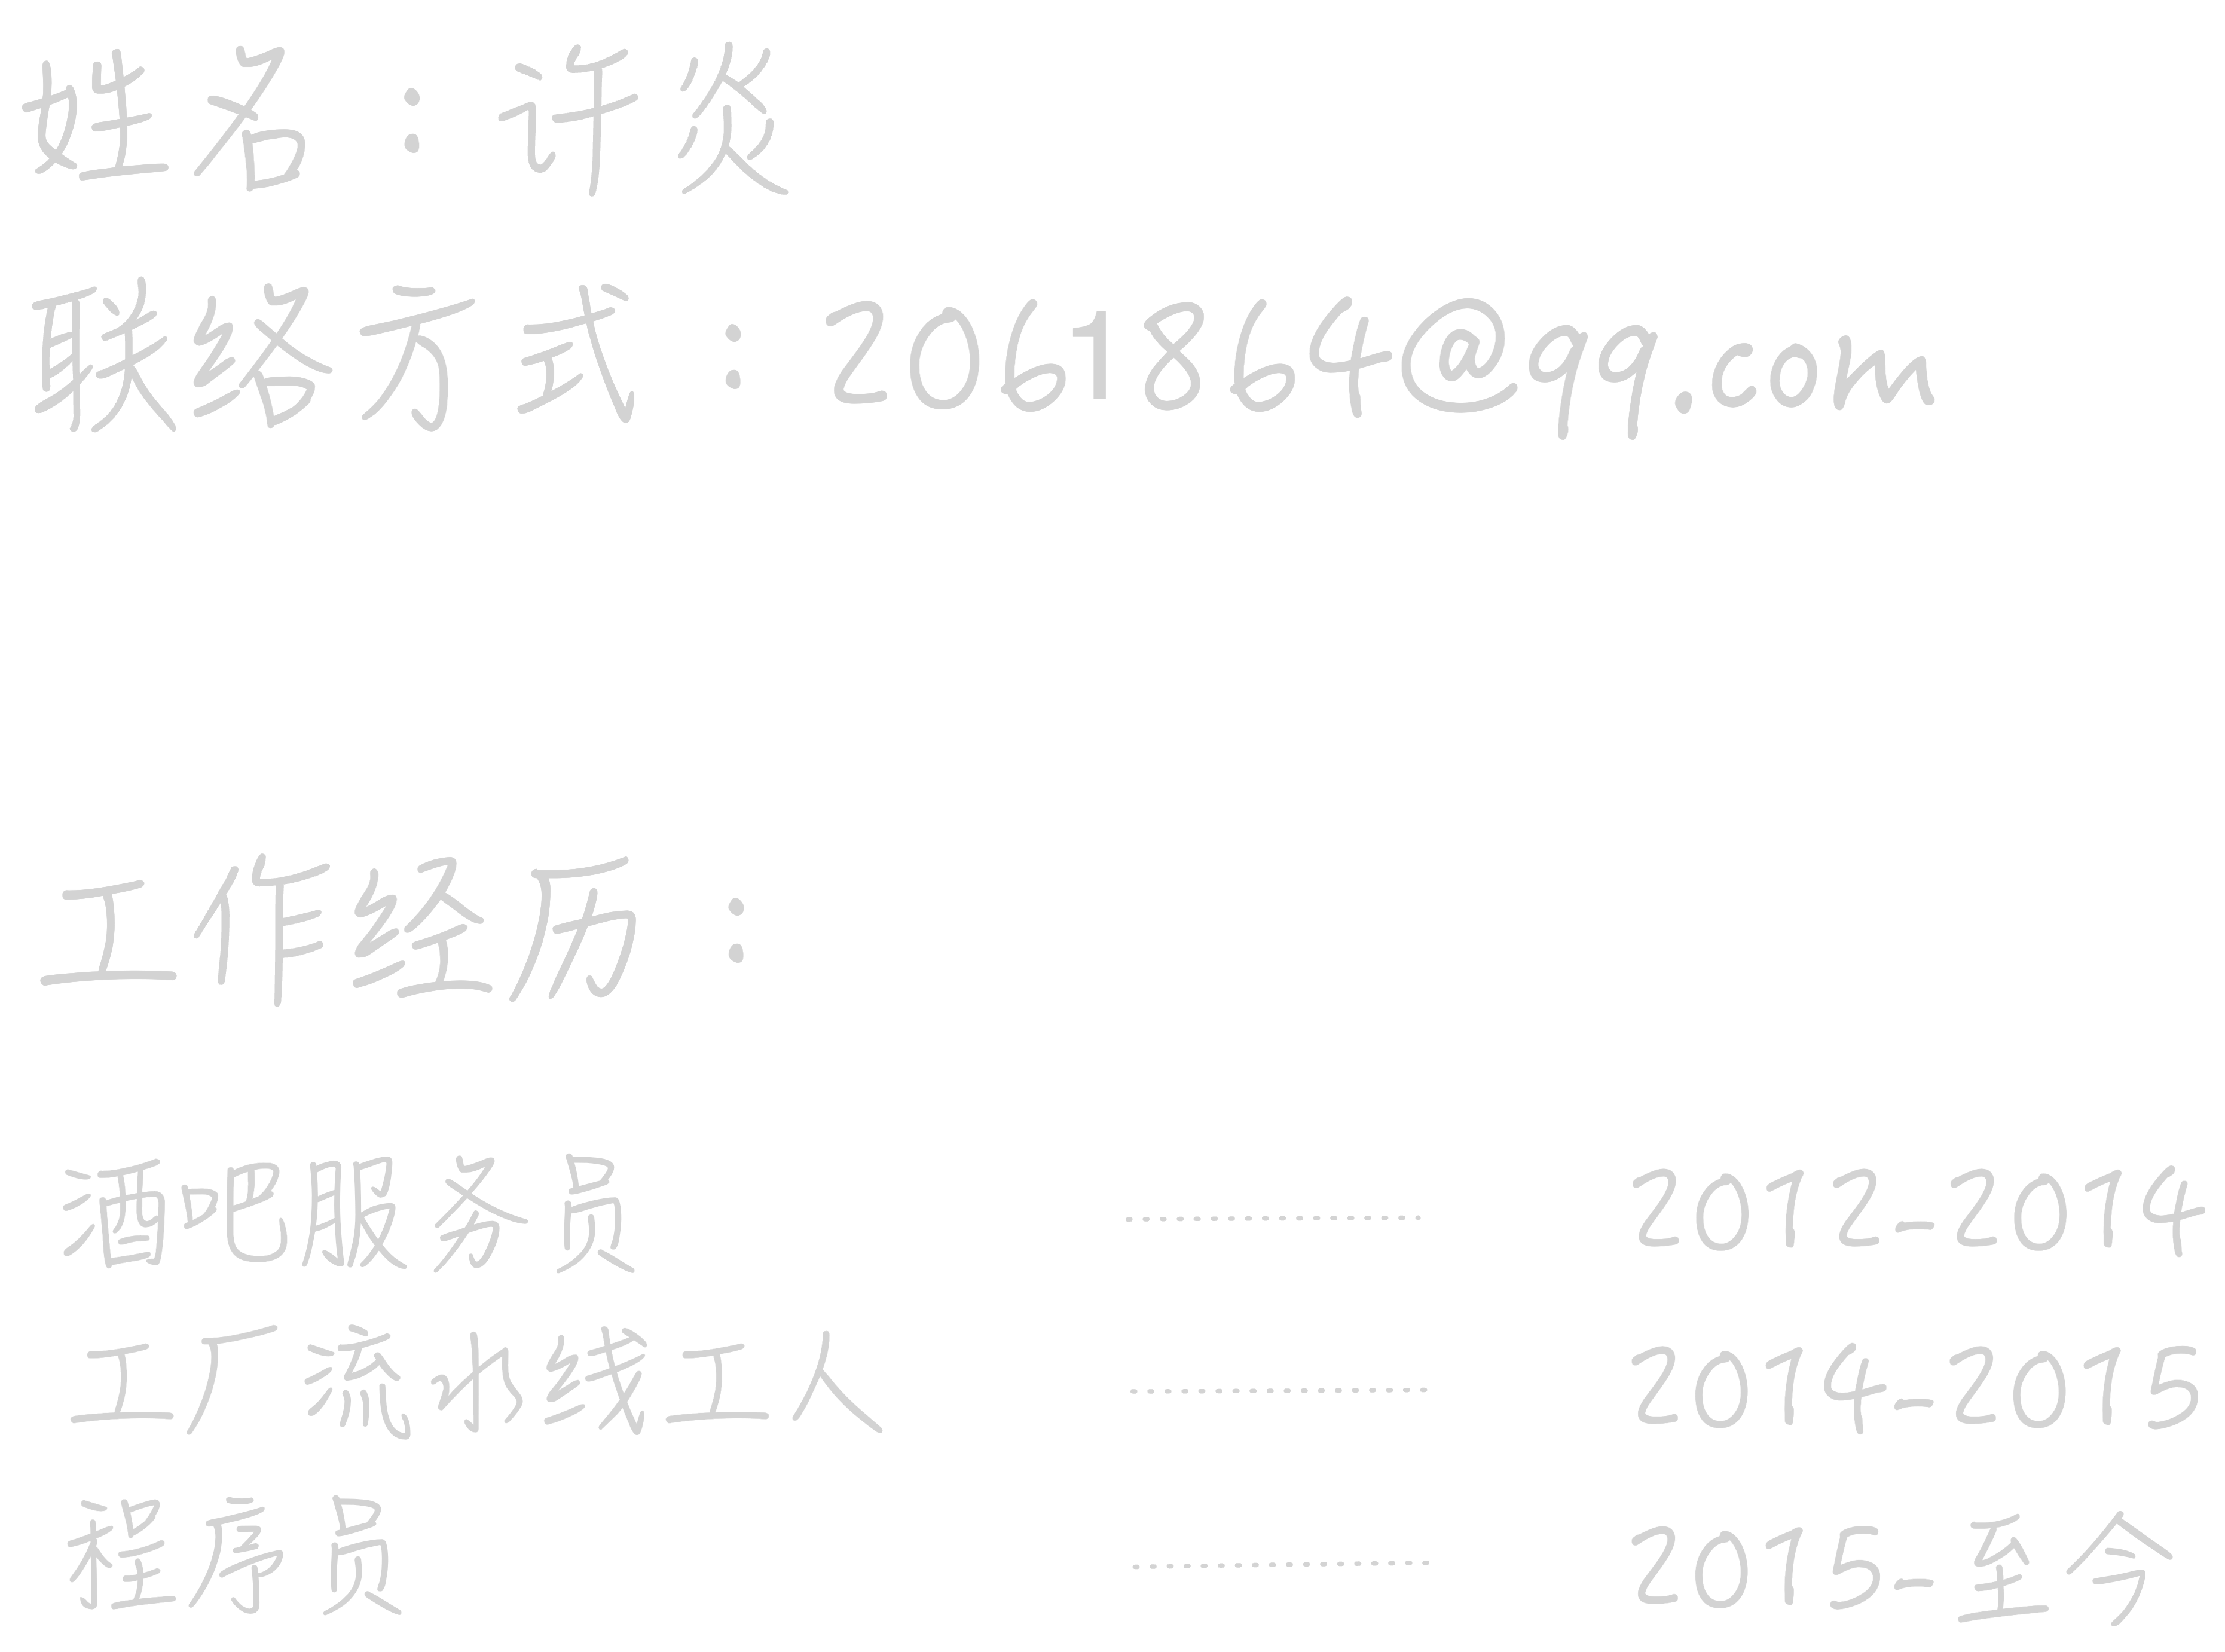 姓名：许炎
联络方式：2061864@qq.com
工作经历：
酒吧服务员 .................. 2012-2014
工厂流水线工人 .................. 2014-2015
程序员 .................. 2015-至今